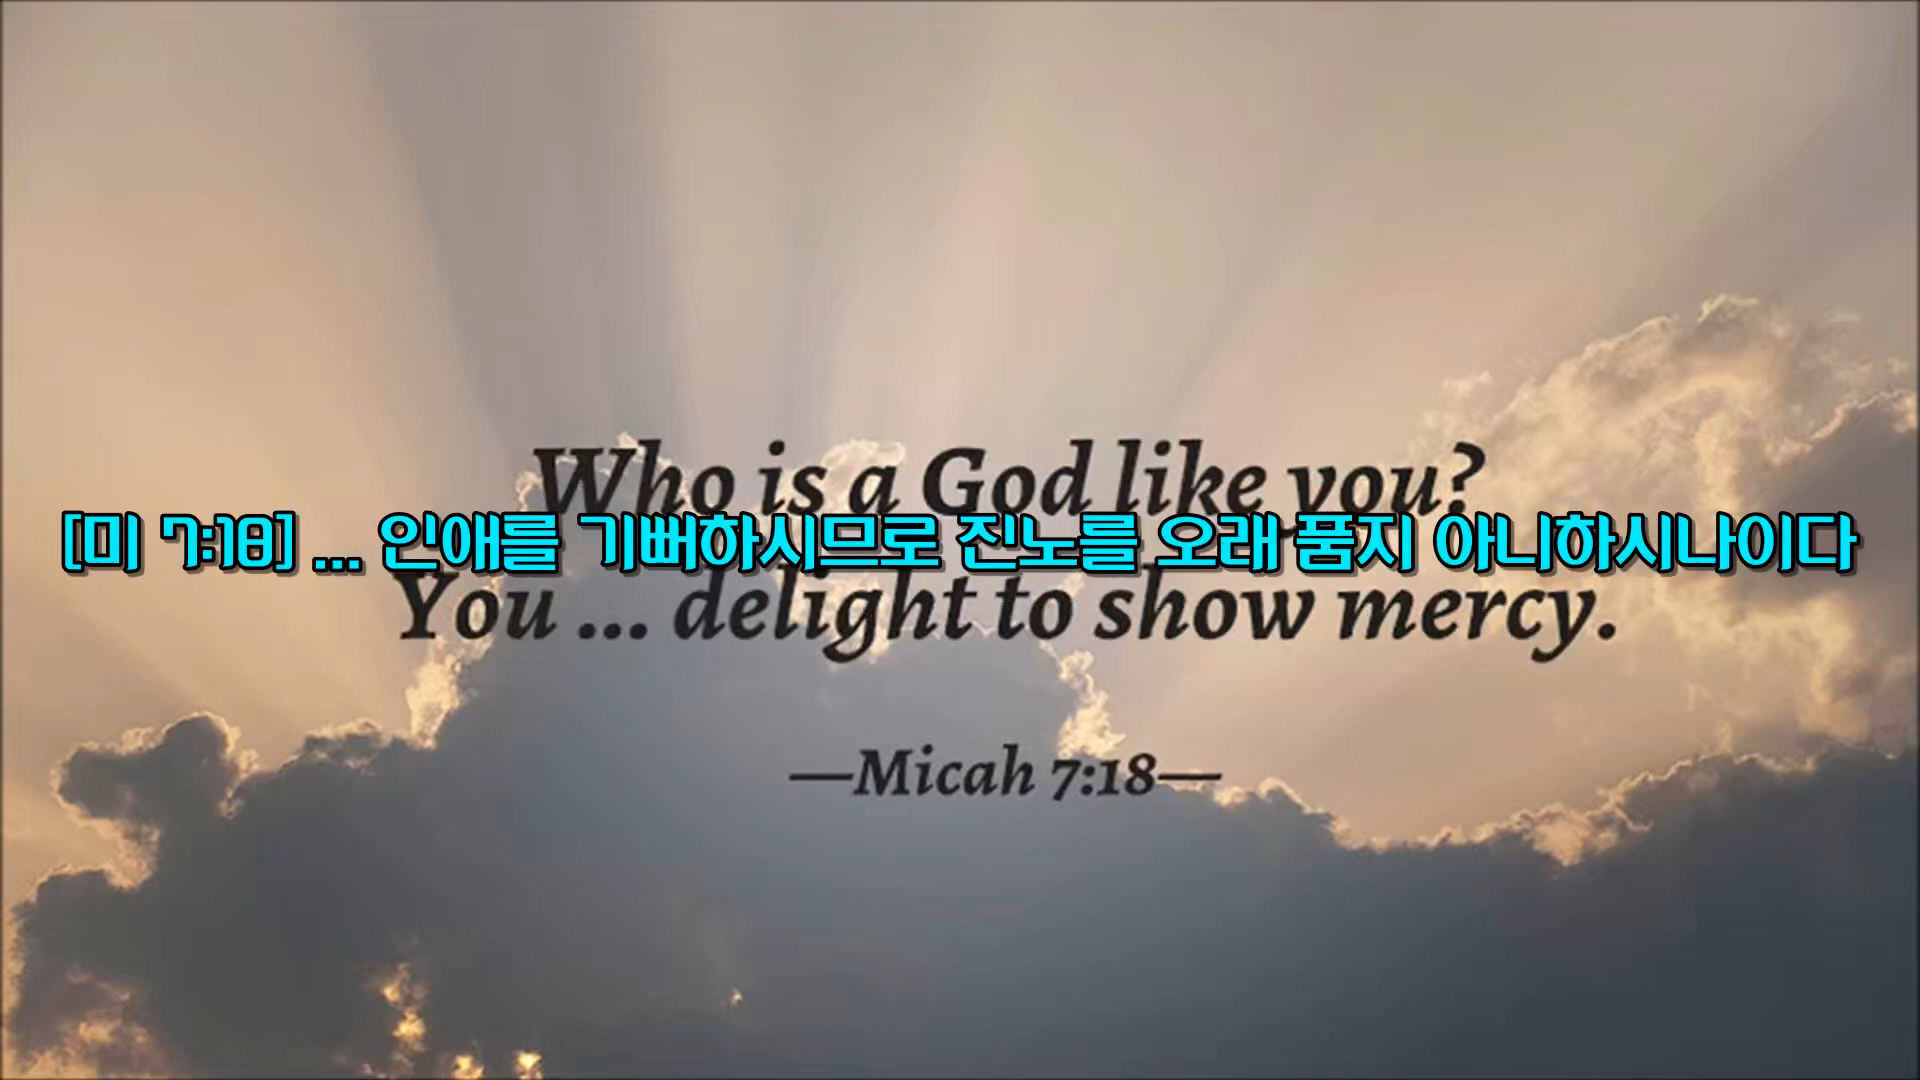 Who is a God like you?
[미 7:18] ... 인애를 기뻐하시므로 진노를 오래 품지 아니하시나이다
You ... delight to show mercy.
—Micah 7:18—